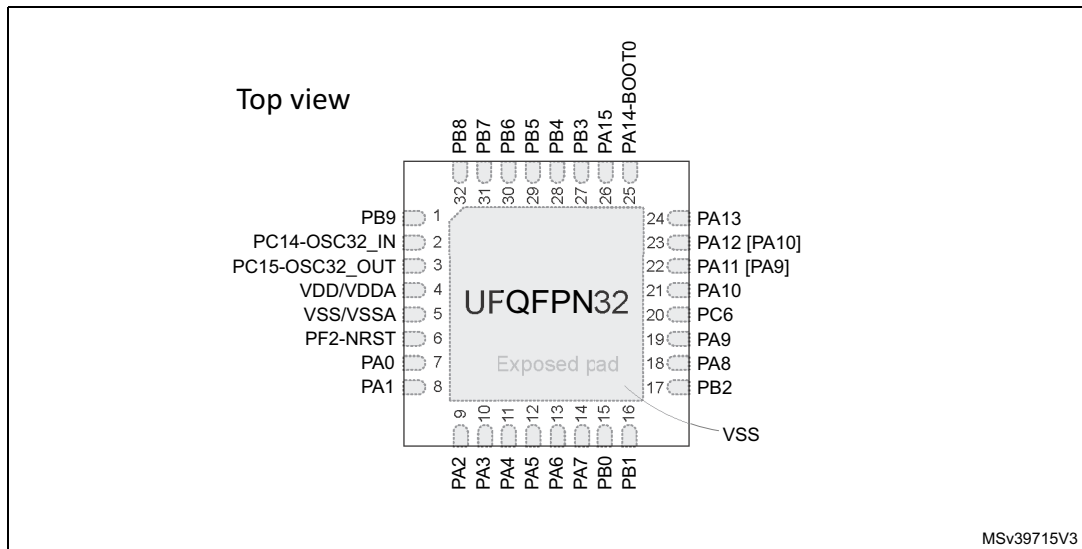 Top view
PB8
PB7
PB6
PB5
PB4
PB3
PA15
PA14-BOOT0
32
31
30
29
28
27
26
25
PB9 1
PC14-OSC32_IN 2
PC15-OSC32_OUT 3
VDD/VDDA 4
VSS/VSSA 5
PF2-NRST 6
PA0 7
PA1 8
UFQFPN32
Exposed pad
24 PA13
23 PA12 [PA10]
22 PA11 [PA9]
21 PA10
20 PC6
19 PA9
18 PA8
17 PB2
VSS
9
10
11
12
13
14
15
16
PA2
PA3
PA4
PA5
PA6
PA7
PB0
PB1
MSv39715V3